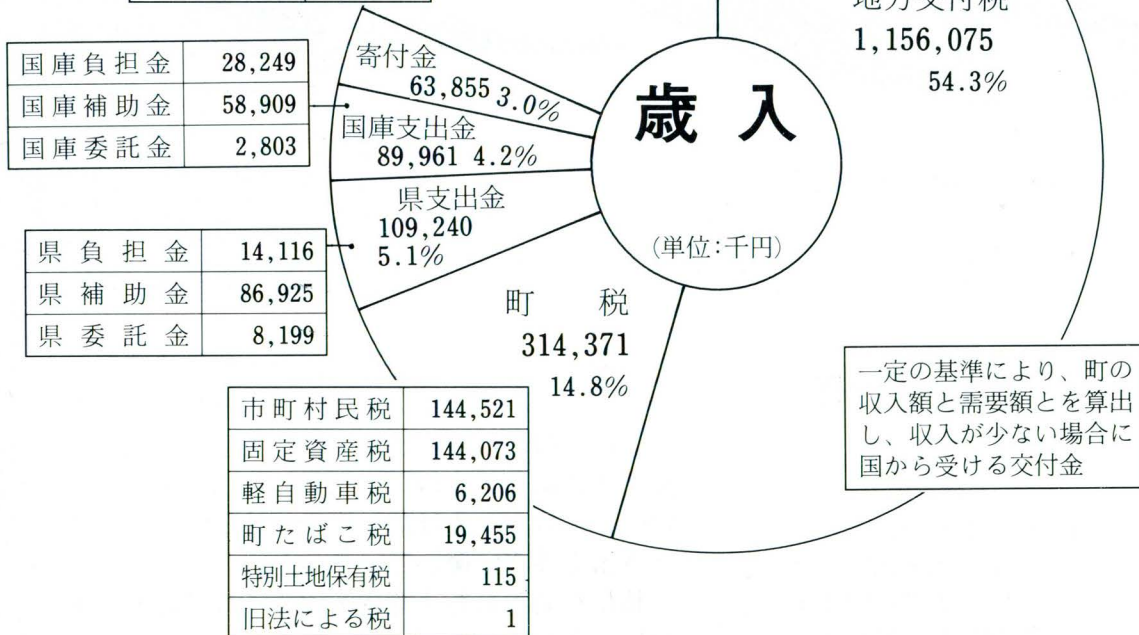 地方交付税
1,156,075
54.3%
歳入
(単位:千円)
寄付金
63,855 3.0%
国庫支出金
89,961 4.2%
国庫負担金 28,249
国庫補助金 58,909
国庫委託金 2,803
県支出金
109,240
5.1%
県負担金 14,116
県補助金 86,925
県委託金 8,199
町税
314,371
14.8%
市町村民税 144,521
固定資産税 144,073
軽自動車税 6,206
町たばこ税 19,455
特別土地保有税 115
旧法による税 1
一定の基準により、町の
収入額と需要額とを算出
し、収入が少ない場合に
国から受ける交付金